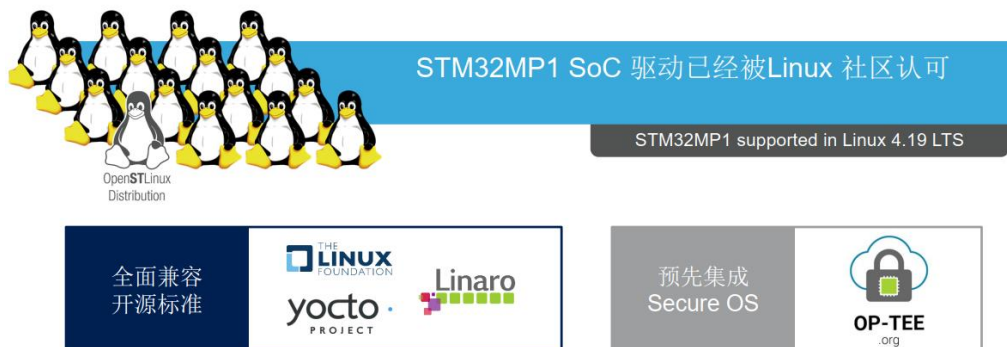 STM32MP1 SoC 驱动已经被Linux 社区认可
STM32MP1 supported in Linux 4.19 LTS
OpenSTLinux
Distribution
全面兼容
开源标准
THE
LINUX
FOUNDATION
yocto
PROJECT
Linaro
预先集成
Secure OS
OP-TEE
.org